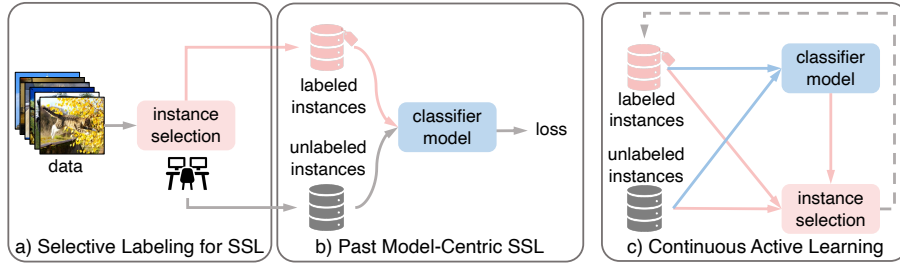 data
instance
selection
a) Selective Labeling for SSL
labeled
instances
unlabeled
instances
classifier
model
loss
b) Past Model-Centric SSL
labeled
instances
unlabeled
instances
classifier
model
instance
selection
c) Continuous Active Learning